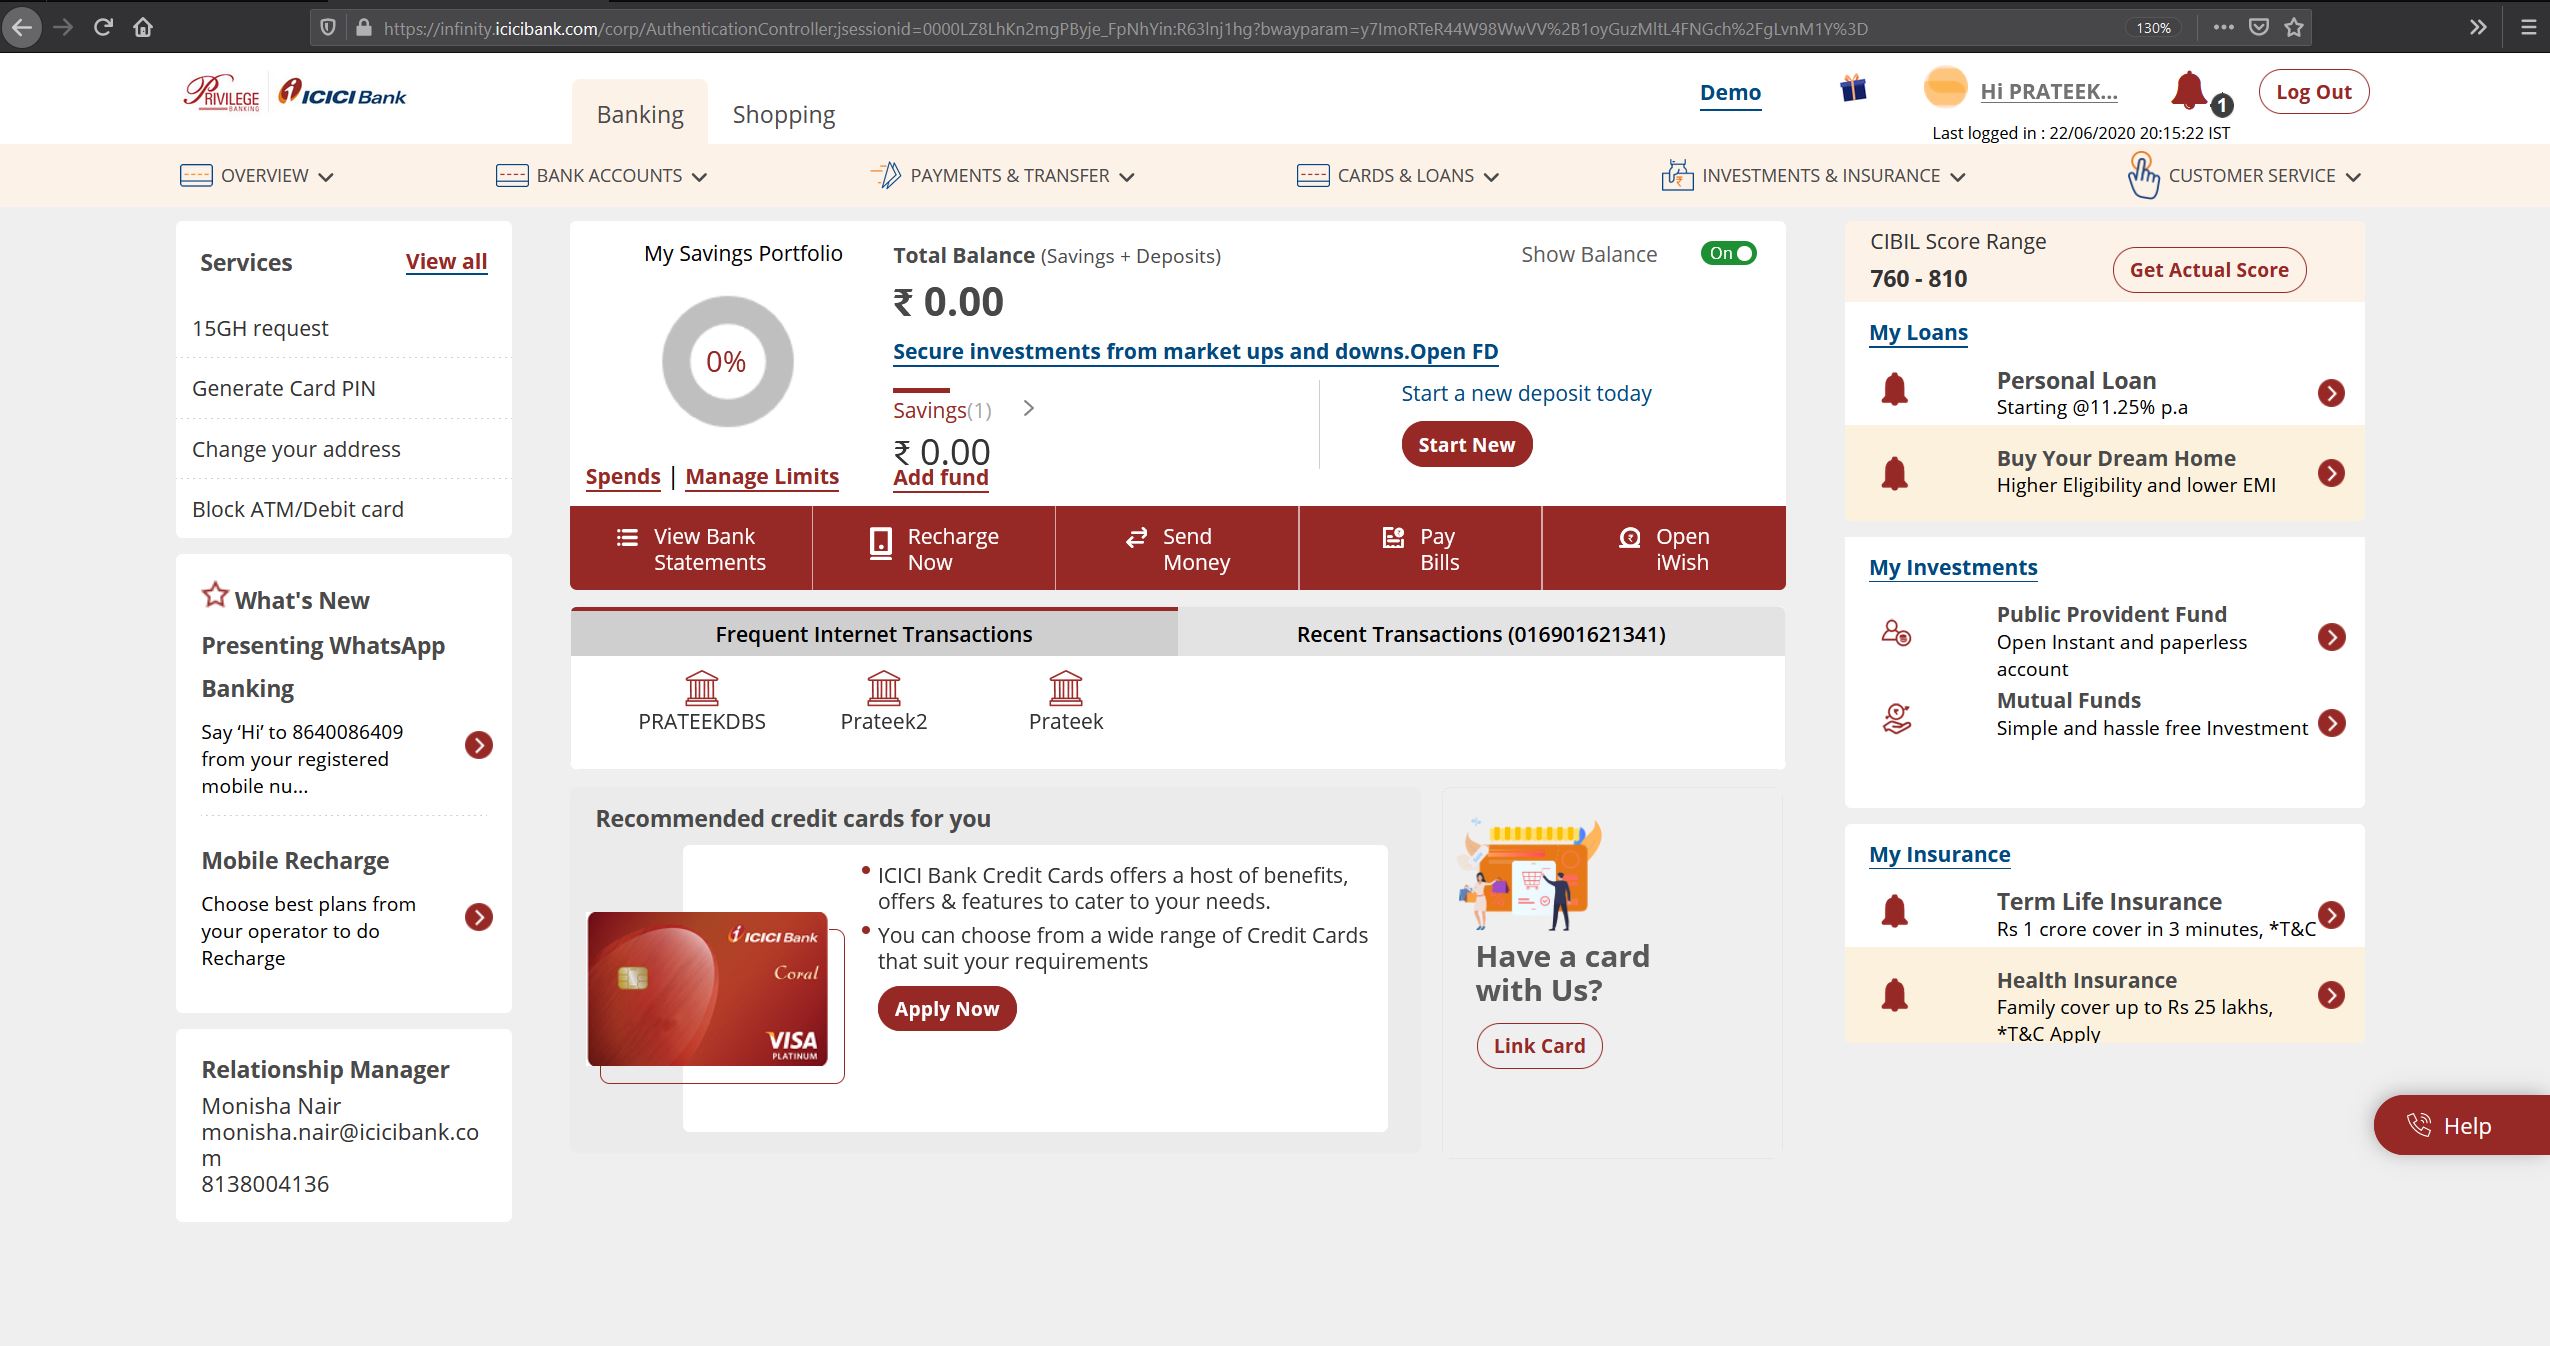 https://infinity.icicibank.com/corp/AuthenticationController;jsessionid=0000LZ8LhKn2mgPByje_FpNhYin:R63lnj1hg?bwayparam=y7ImoRTeR44W98WwVV%2B1oyGuzMltL4FNGch%2FgLvnM1Y%3D
130%
PRIVILEGE BANKING
ICICI Bank
Banking
Shopping
Demo
Hi PRATEEK...
1
Log Out
Last logged in : 22/06/2020 20:15:22 IST
OVERVIEW
BANK ACCOUNTS
PAYMENTS & TRANSFER
CARDS & LOANS
INVESTMENTS & INSURANCE
CUSTOMER SERVICE
Services
View all
15GH request
Generate Card PIN
Change your address
Block ATM/Debit card
What's New
Presenting WhatsApp
Banking
Say ‘Hi’ to 8640086409
from your registered
mobile nu...
Mobile Recharge
Choose best plans from
your operator to do
Recharge
Relationship Manager
Monisha Nair
monisha.nair@icicibank.co
m
8138004136
My Savings Portfolio
0%
Spends | Manage Limits
Total Balance (Savings + Deposits)
₹ 0.00
Show Balance
On
Secure investments from market ups and downs.Open FD
Savings(1)
₹ 0.00
Add fund
Start a new deposit today
Start New
View Bank
Statements
Recharge
Now
Send
Money
Pay
Bills
Open
iWish
Frequent Internet Transactions
Recent Transactions (016901621341)
PRATEEKDBS
Prateek2
Prateek
Recommended credit cards for you
ICICI Bank
Coral
VISA
PLATINUM
ICICI Bank Credit Cards offers a host of benefits,
offers & features to cater to your needs.
You can choose from a wide range of Credit Cards
that suit your requirements
Apply Now
Have a card
with Us?
Link Card
CIBIL Score Range
760 - 810
Get Actual Score
My Loans
Personal Loan
Starting @11.25% p.a
Buy Your Dream Home
Higher Eligibility and lower EMI
My Investments
Public Provident Fund
Open Instant and paperless
account
Mutual Funds
Simple and hassle free Investment
My Insurance
Term Life Insurance
Rs 1 crore cover in 3 minutes, *T&C
Health Insurance
Family cover up to Rs 25 lakhs,
*T&C Apply
Help